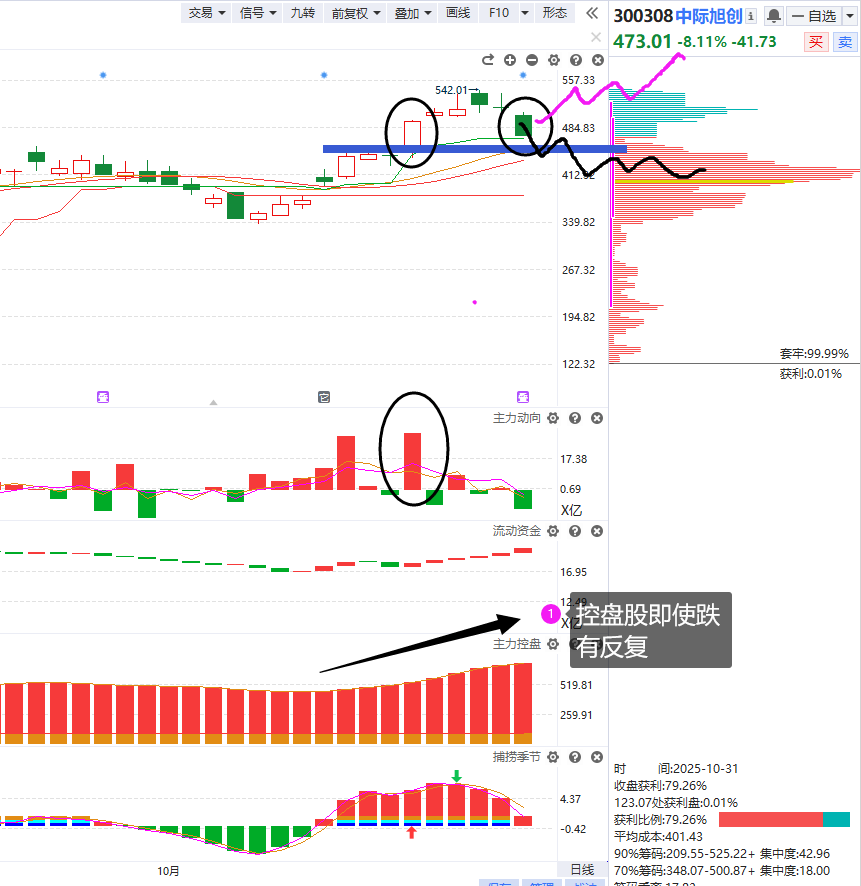 交易 信号 九转 前复权 叠加 画线 F10 形态
300308 中际旭创 自选
473.01 -8.11% -41.73 买 卖
557.33
542.01
484.83
412.32
339.82
267.32
194.82
122.32
套牢:99.99%
获利:0.01%
主力动向
17.38
0.69
X亿
流动资金
16.95
12.49
X亿
1
控盘股即使跌
有反复
主力控盘
519.81
259.91
捕捞季节
4.37
-0.42
10月
日线
时 间:2025-10-31
收盘获利:79.26%
123.07处获利盘:0.01%
获利比例:79.26%
平均成本:401.43
90%筹码:209.55-525.22+ 集中度:42.96
70%筹码:348.07-500.87+ 集中度:18.00